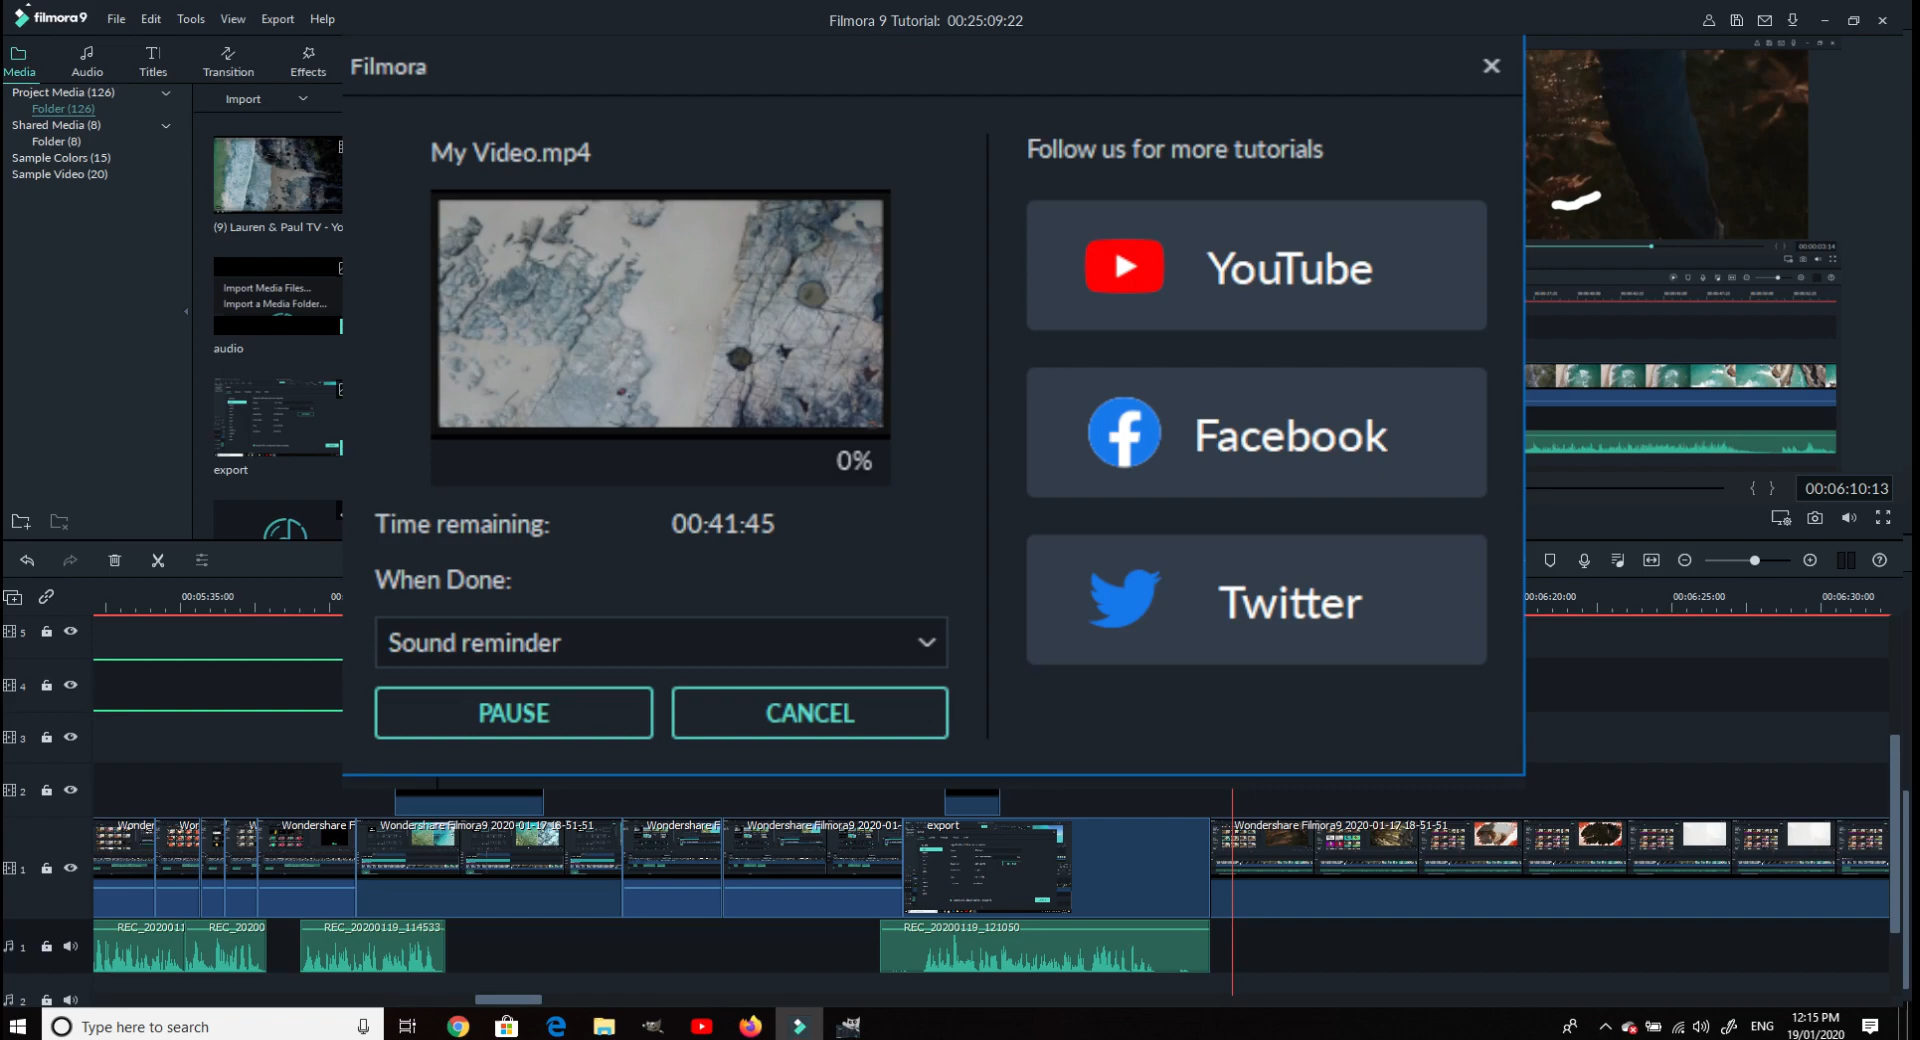 filmora9 File Edit Tools View Export Help
Filmora 9 Tutorial: 00:25:09:22
Media Audio Titles Transition Effects
Project Media (126)
Folder (126)
Shared Media (8)
Folder (8)
Sample Colors (15)
Sample Video (20)
Import
(9) Lauren & Paul TV - Yo
Import Media Files...
Import a Media Folder...
audio
export
Filmora
My Video.mp4
0%
Time remaining: 00:41:45
When Done:
Sound reminder
PAUSE CANCEL
Follow us for more tutorials
YouTube
Facebook
Twitter
00:00:03:14
00:06:10:13
00:05:35:00 00: 00:06:20:00 00:06:25:00 00:06:30:00
5
4
3
2
Wondersh Won Wo W Wondershare F Wondershare Filmora9 2020-01-17 18-51-51 Wondershare F Wondershare Filmora9 2020-01- export Wondershare Filmora9 2020-01-17 18-51-51
1
REC_2020011 REC_20200 REC_20200119_114533 REC_20200119_121050
1
2
Type here to search
ENG
12:15 PM
19/01/2020